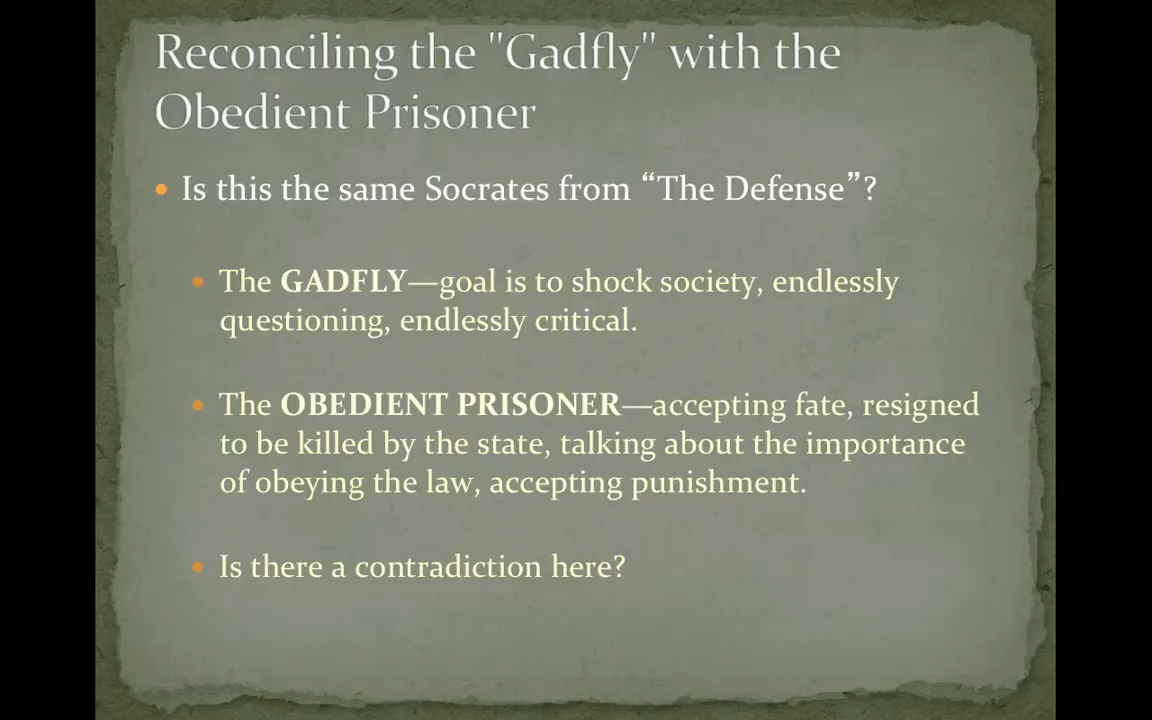 Reconciling the "Gadfly" with the
Obedient Prisoner
• Is this the same Socrates from “The Defense”?
• The GADFLY—goal is to shock society, endlessly
questioning, endlessly critical.
• The OBEDIENT PRISONER—accepting fate, resigned
to be killed by the state, talking about the importance
of obeying the law, accepting punishment.
• Is there a contradiction here?